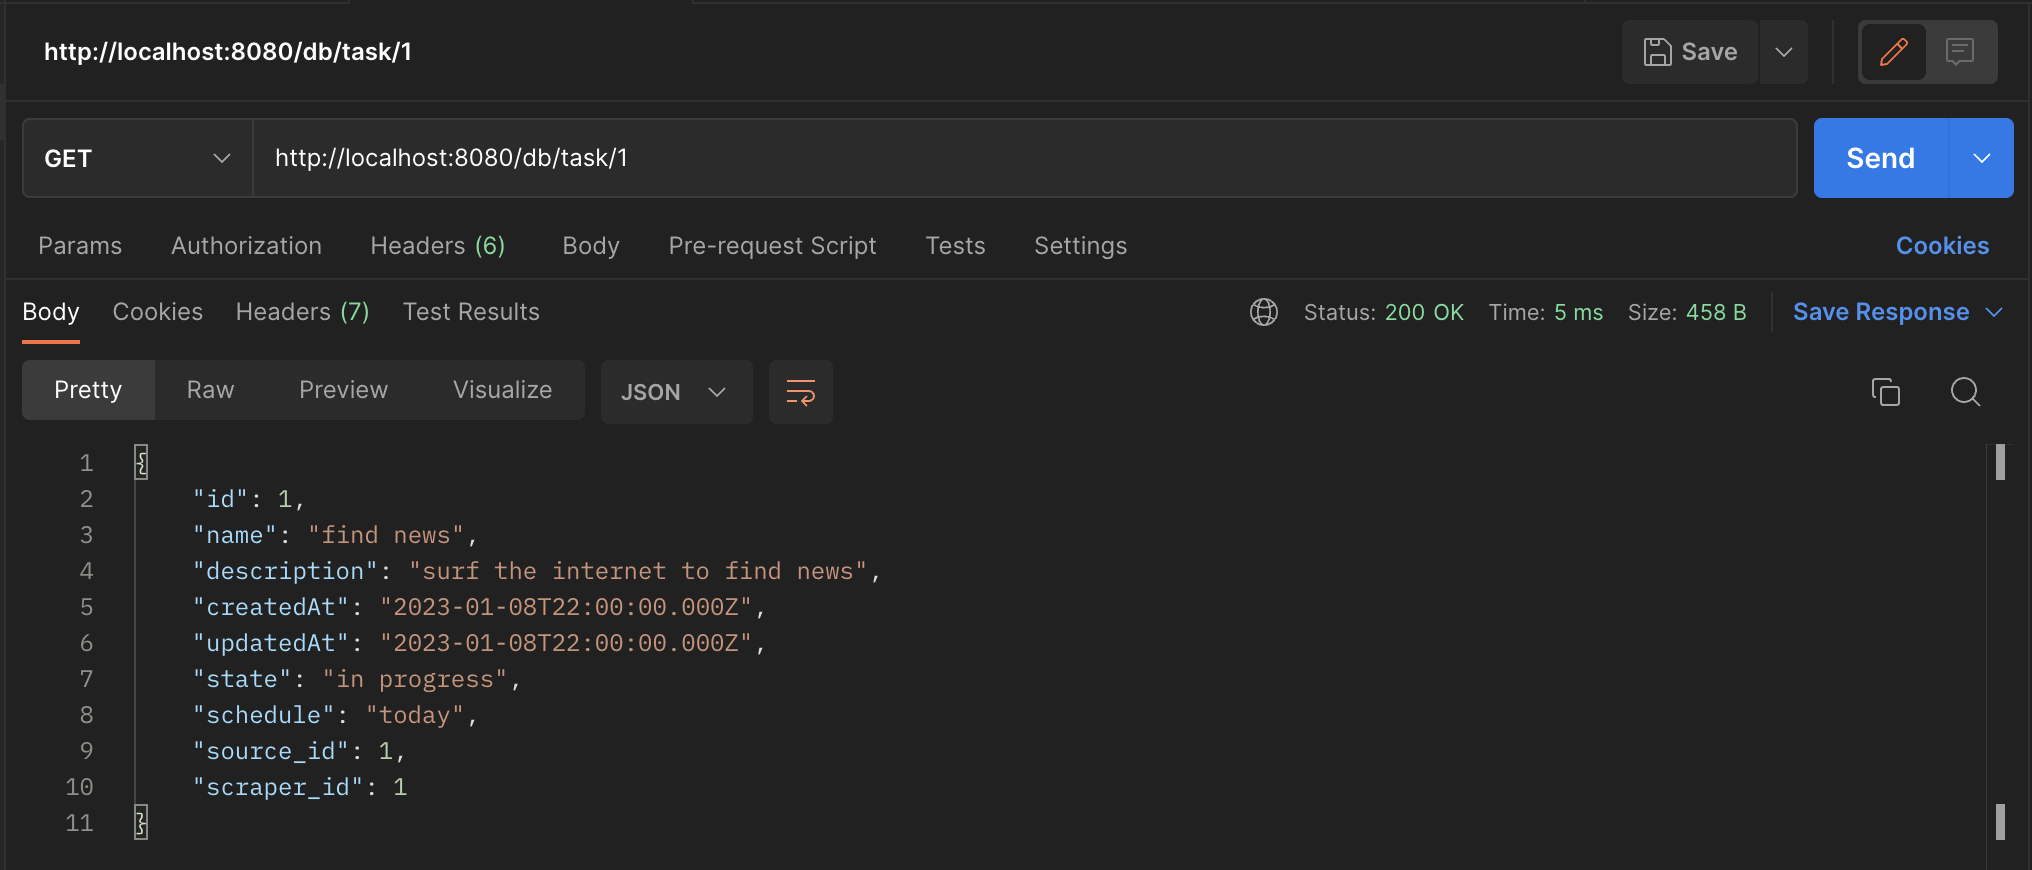 http://localhost:8080/db/task/1
Save
GET http://localhost:8080/db/task/1 Send
Params Authorization Headers (6) Body Pre-request Script Tests Settings Cookies
Body Cookies Headers (7) Test Results Status: 200 OK Time: 5 ms Size: 458 B Save Response
Pretty Raw Preview Visualize JSON
1 {
2 "id": 1,
3 "name": "find news",
4 "description": "surf the internet to find news",
5 "createdAt": "2023-01-08T22:00:00.000Z",
6 "updatedAt": "2023-01-08T22:00:00.000Z",
7 "state": "in progress",
8 "schedule": "today",
9 "source_id": 1,
10 "scraper_id": 1
11 }